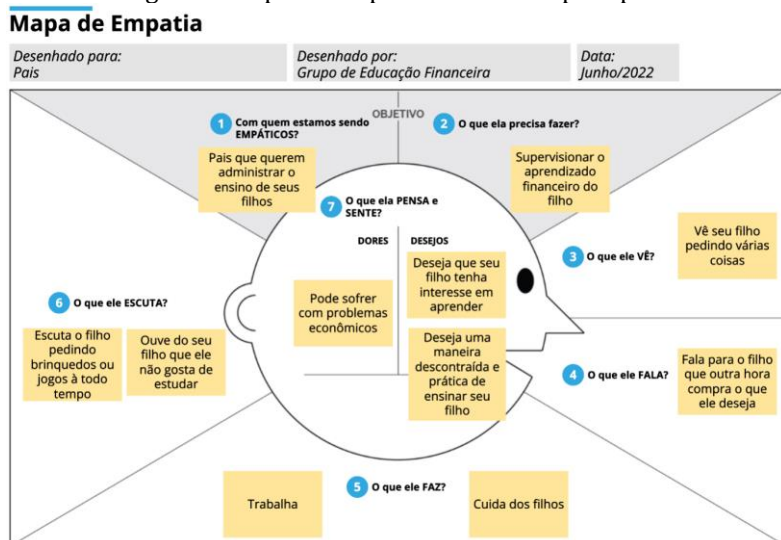 Mapa de Empatia
Desenhado para:
Pais
Desenhado por:
Grupo de Educação Financeira
Data:
Junho/2022
OBJETIVO
1 Com quem estamos sendo
EMPÁTICOS?
Pais que querem
administrar o
ensino de seus
filhos
2 O que ela precisa fazer?
Supervisionar o
aprendizado
financeiro do
filho
7 O que ela PENSA e
SENTE?
DORES
Pode sofrer
com problemas
econômicos
DESEJOS
Deseja que seu
filho tenha
interesse em
aprender
Deseja uma
maneira
descontraída e
prática de
ensinar seu
filho
3 O que ele VÊ?
Vê seu filho
pedindo várias
coisas
4 O que ele FALA?
Fala para o filho
que outra hora
compra o que
ele deseja
6 O que ele ESCUTA?
Escuta o filho
pedindo
brinquedos ou
jogos à todo
tempo
Ouve do seu
filho que ele
não gosta de
estudar
5 O que ele FAZ?
Trabalha
Cuida dos filhos